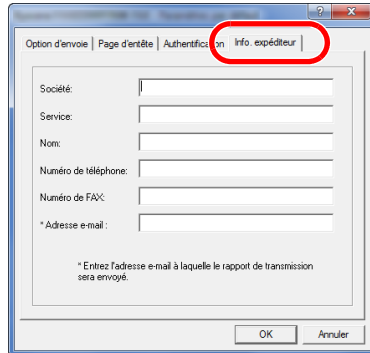 Option d'envoie Page d'entête Authentification Info. expéditeur
Société:
Service:
Nom:
Numéro de téléphone:
Numéro de FAX:
* Adresse e-mail :
* Entrez l'adresse e-mail à laquelle le rapport de transmission
sera envoyé.
OK Annuler